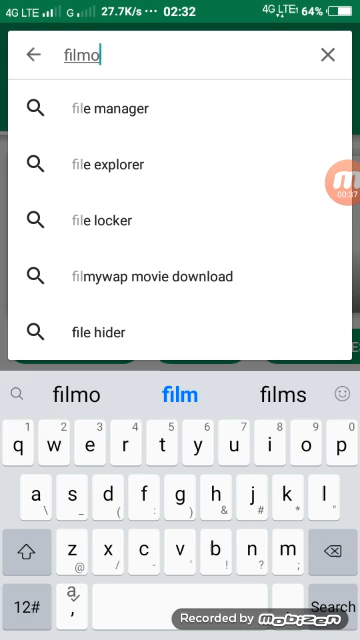 4G LTE G 27.7K/s ··· 02:32 4G LTE 64%
filmo
file manager
file explorer
file locker
filmywap movie download
file hider
00:37
filmo film films
1 2 3 4 5 6 7 8 9 0
q w e r t y u i o p
a s d f g h j k l
\ _ ( : ) & # * "
z x c v b n m
@ / - ' ! ? ;
12# a , Search
Recorded by mobizen